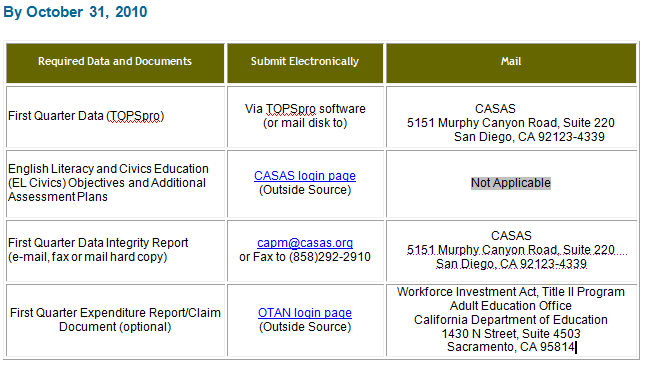 By October 31, 2010
Required Data and Documents
Submit Electronically
Mail
First Quarter Data (TOPSpro)
Via TOPSpro software
(or mail disk to)
CASAS
5151 Murphy Canyon Road, Suite 220
San Diego, CA 92123-4339
English Literacy and Civics Education
(EL Civics) Objectives and Additional
Assessment Plans
CASAS login page
(Outside Source)
Not Applicable
First Quarter Data Integrity Report
(e-mail, fax or mail hard copy)
capm@casas.org
or Fax to (858)292-2910
CASAS
5151 Murphy Canyon Road, Suite 220
San Diego, CA 92123-4339
First Quarter Expenditure Report/Claim
Document (optional)
OTAN login page
(Outside Source)
Workforce Investment Act, Title II Program
Adult Education Office
California Department of Education
1430 N Street, Suite 4503
Sacramento, CA 95814